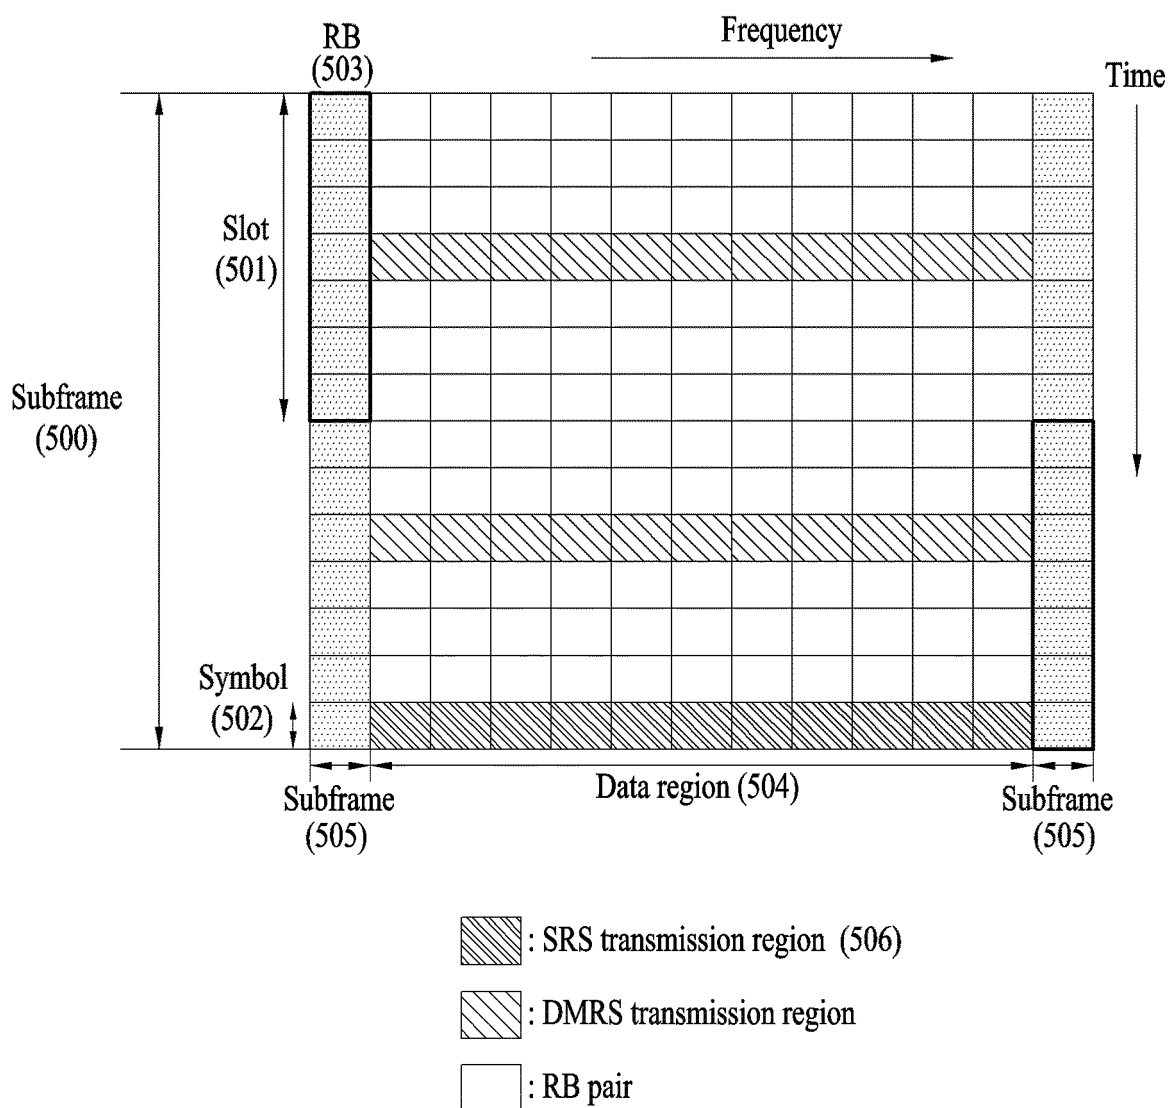 RB
(503)
Frequency
Time
Slot
(501)
Subframe
(500)
Symbol
(502)
Subframe
(505)
Data region (504)
Subframe
(505)
: SRS transmission region (506)
: DMRS transmission region
: RB pair